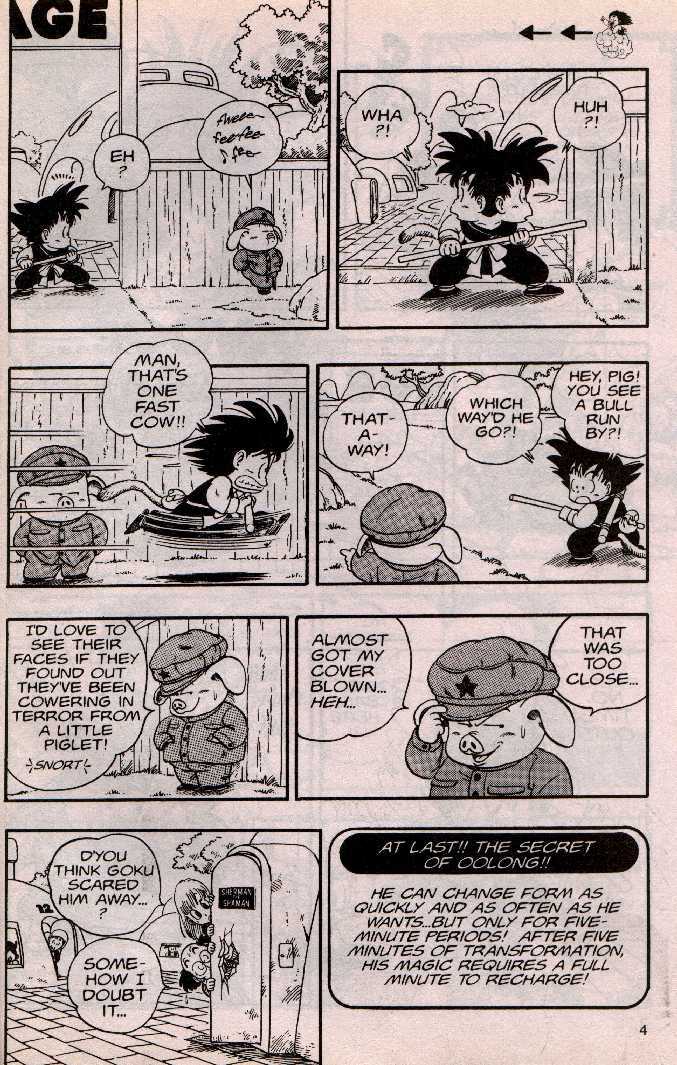 HUH
?!
WHA
?!
fweee-
feefee
♪fee-
EH
?
AGE
HEY, PIG!
YOU SEE
A BULL
RUN
BY?!
WHICH
WAY'D HE
GO?!
THAT-
A-
WAY!
MAN,
THAT'S
ONE
FAST
COW!!
THAT
WAS
TOO
CLOSE...
ALMOST
GOT MY
COVER
BLOWN...
HEH...
I'D LOVE TO
SEE THEIR
FACES IF THEY
FOUND OUT
THEY'VE BEEN
COWERING IN
TERROR FROM
A LITTLE
PIGLET!
SNORT!
AT LAST!! THE SECRET
OF OOLONG!!
HE CAN CHANGE FORM AS
QUICKLY AND AS OFTEN AS HE
WANTS...BUT ONLY FOR FIVE-
MINUTE PERIODS! AFTER FIVE
MINUTES OF TRANSFORMATION,
HIS MAGIC REQUIRES A FULL
MINUTE TO RECHARGE!
D'YOU
THINK GOKU
SCARED
HIM AWAY...
?
SOME-
HOW I
DOUBT
IT...
SHERMAN
SHAMAN
12
4